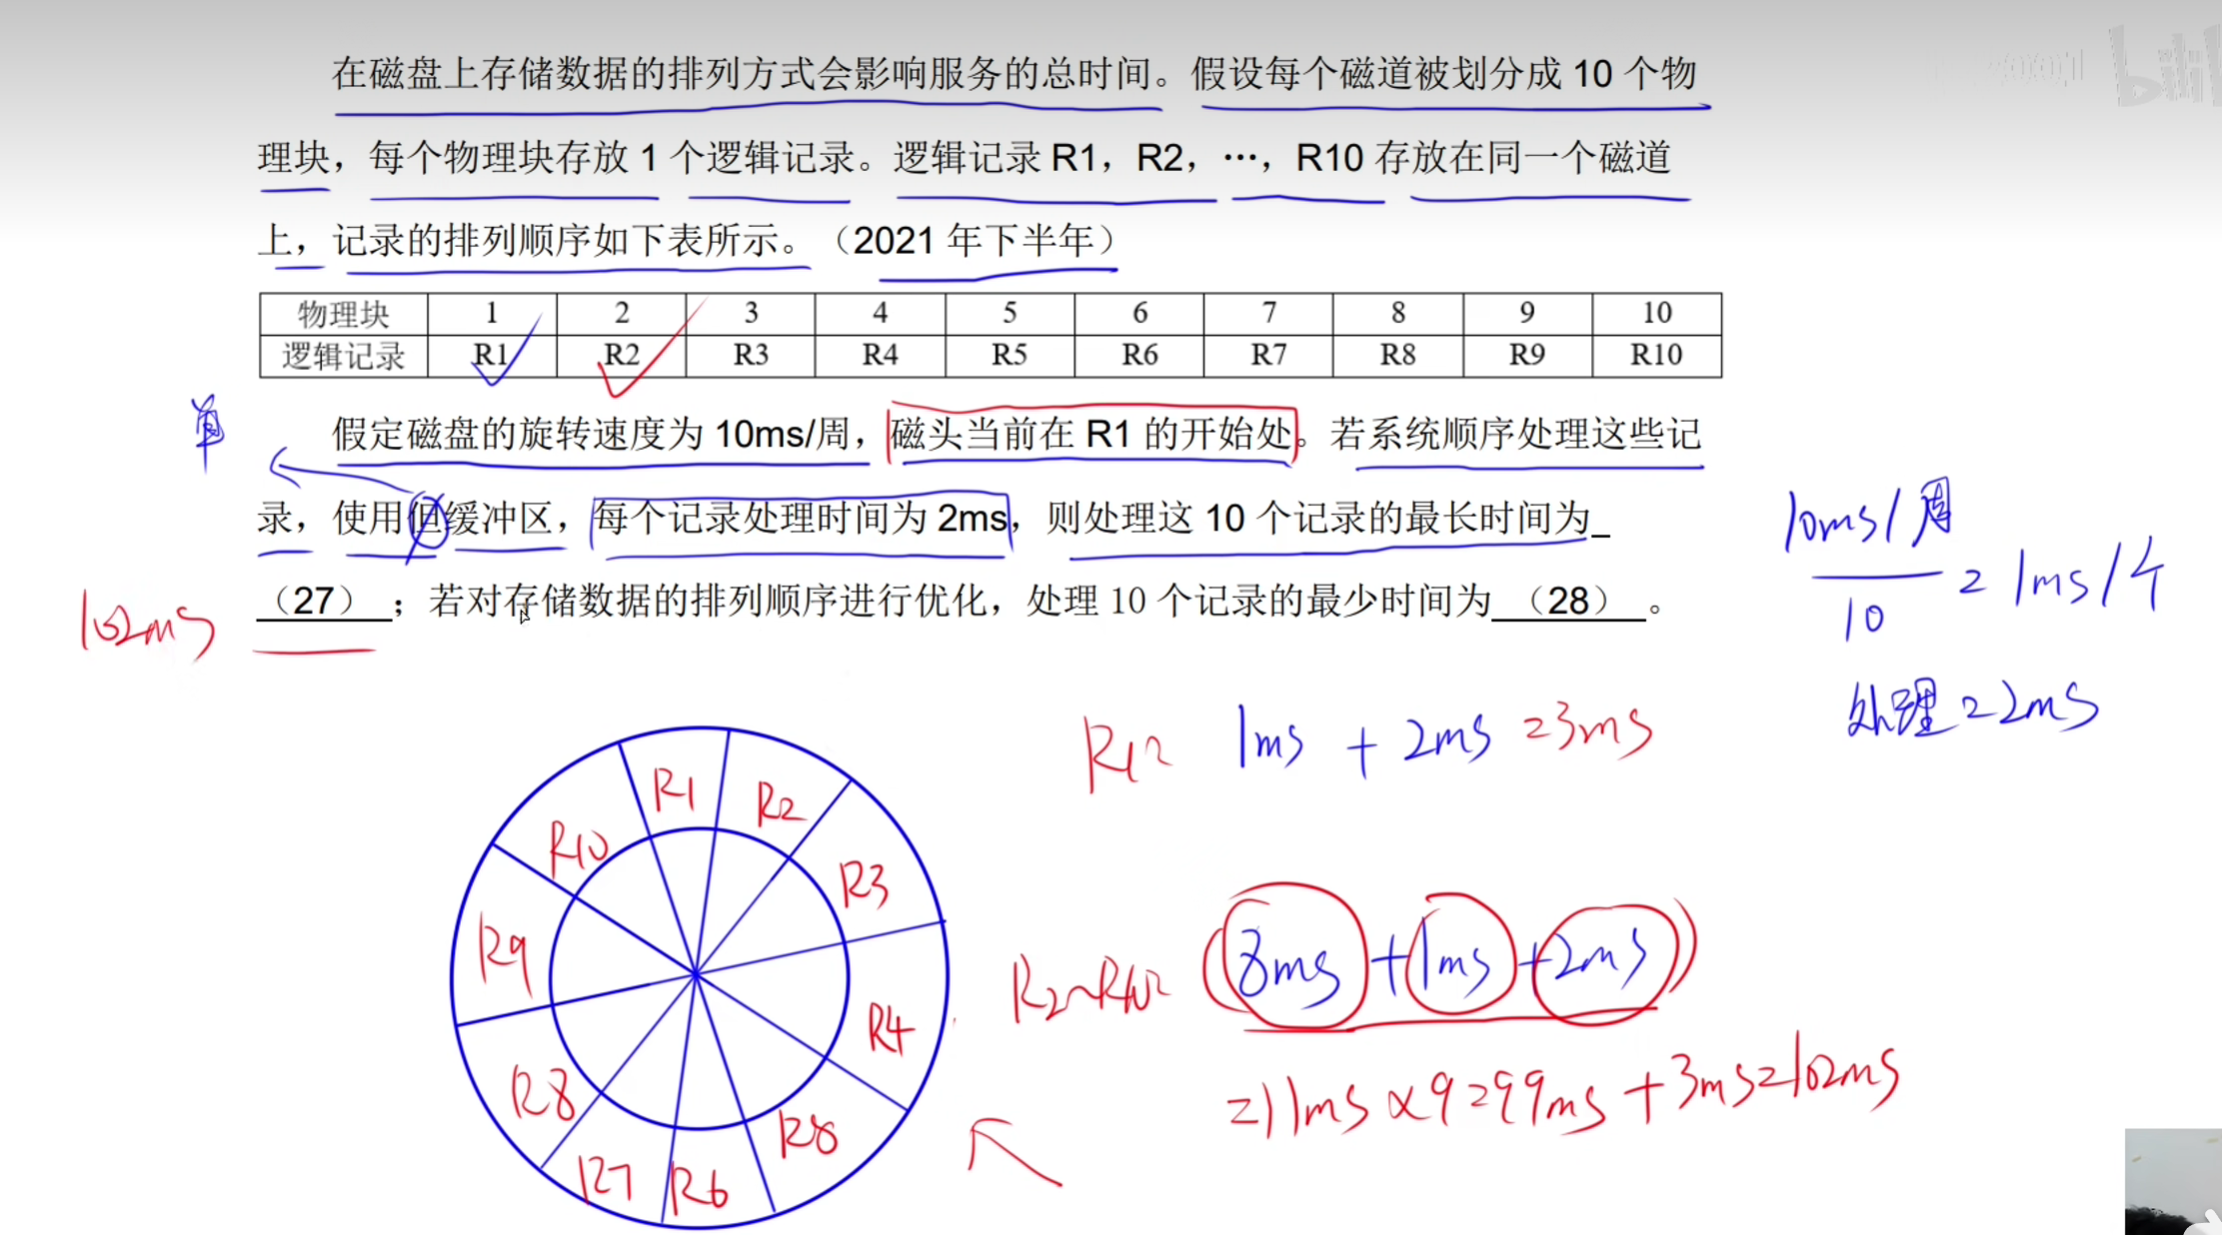 在磁盘上存储数据的排列方式会影响服务的总时间。假设每个磁道被划分成 10 个物
理块，每个物理块存放 1 个逻辑记录。逻辑记录 R1，R2，…，R10 存放在同一个磁道
上，记录的排列顺序如下表所示。（2021 年下半年）
物理块 1 2 3 4 5 6 7 8 9 10
逻辑记录 R1 R2 R3 R4 R5 R6 R7 R8 R9 R10
单
假定磁盘的旋转速度为 10ms/周，磁头当前在 R1 的开始处。若系统顺序处理这些记
录，使用但缓冲区，每个记录处理时间为 2ms，则处理这 10 个记录的最长时间为
10ms/周
10 = 1ms/个
102ms （27）；若对存储数据的排列顺序进行优化，处理 10 个记录的最少时间为（28）。
处理=2ms
R1= 1ms + 2ms =3ms
R1 R2 R3 R4 R8 R6 R7 R8 R9 R10
R2~R10= (8ms+1ms+2ms)
=11ms×9=99ms+3ms=102ms